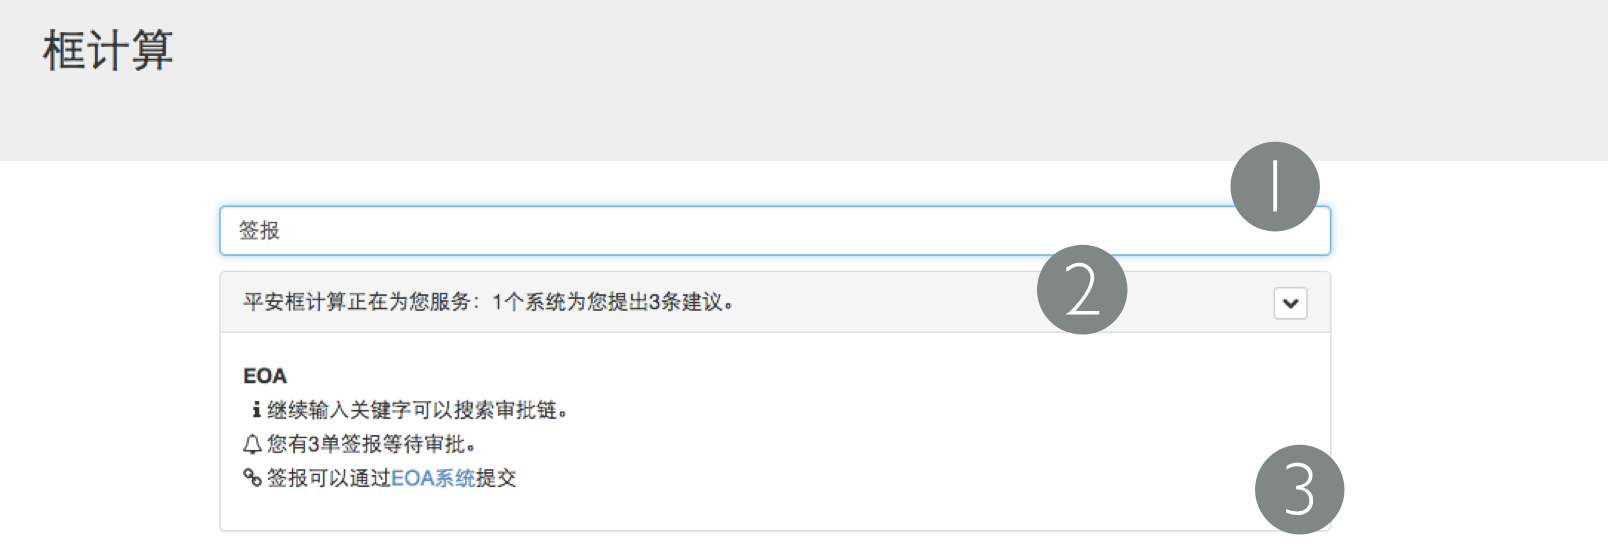 框计算
1
签报
2
平安框计算正在为您服务：1个系统为您提出3条建议。
EOA
继续输入关键字可以搜索审批链。
您有3单签报等待审批。
签报可以通过EOA系统提交
3